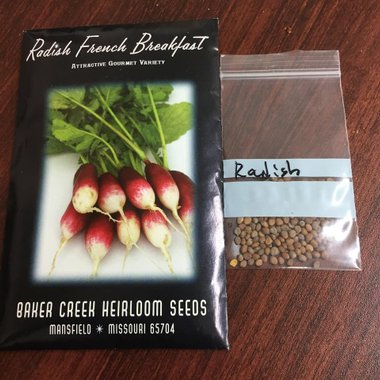 Radish French Breakfast
Attractive Gourmet Variety
BAKER CREEK HEIRLOOM SEEDS
MANSFIELD * MISSOURI 65704
Radish